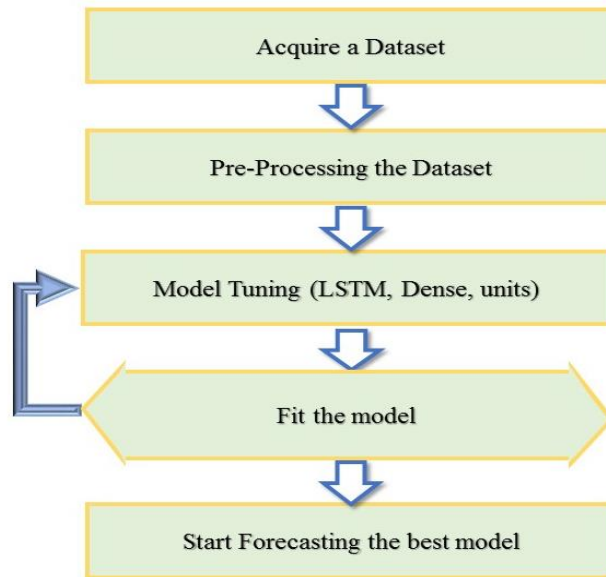 Acquire a Dataset
Pre-Processing the Dataset
Model Tuning (LSTM, Dense, units)
Fit the model
Start Forecasting the best model